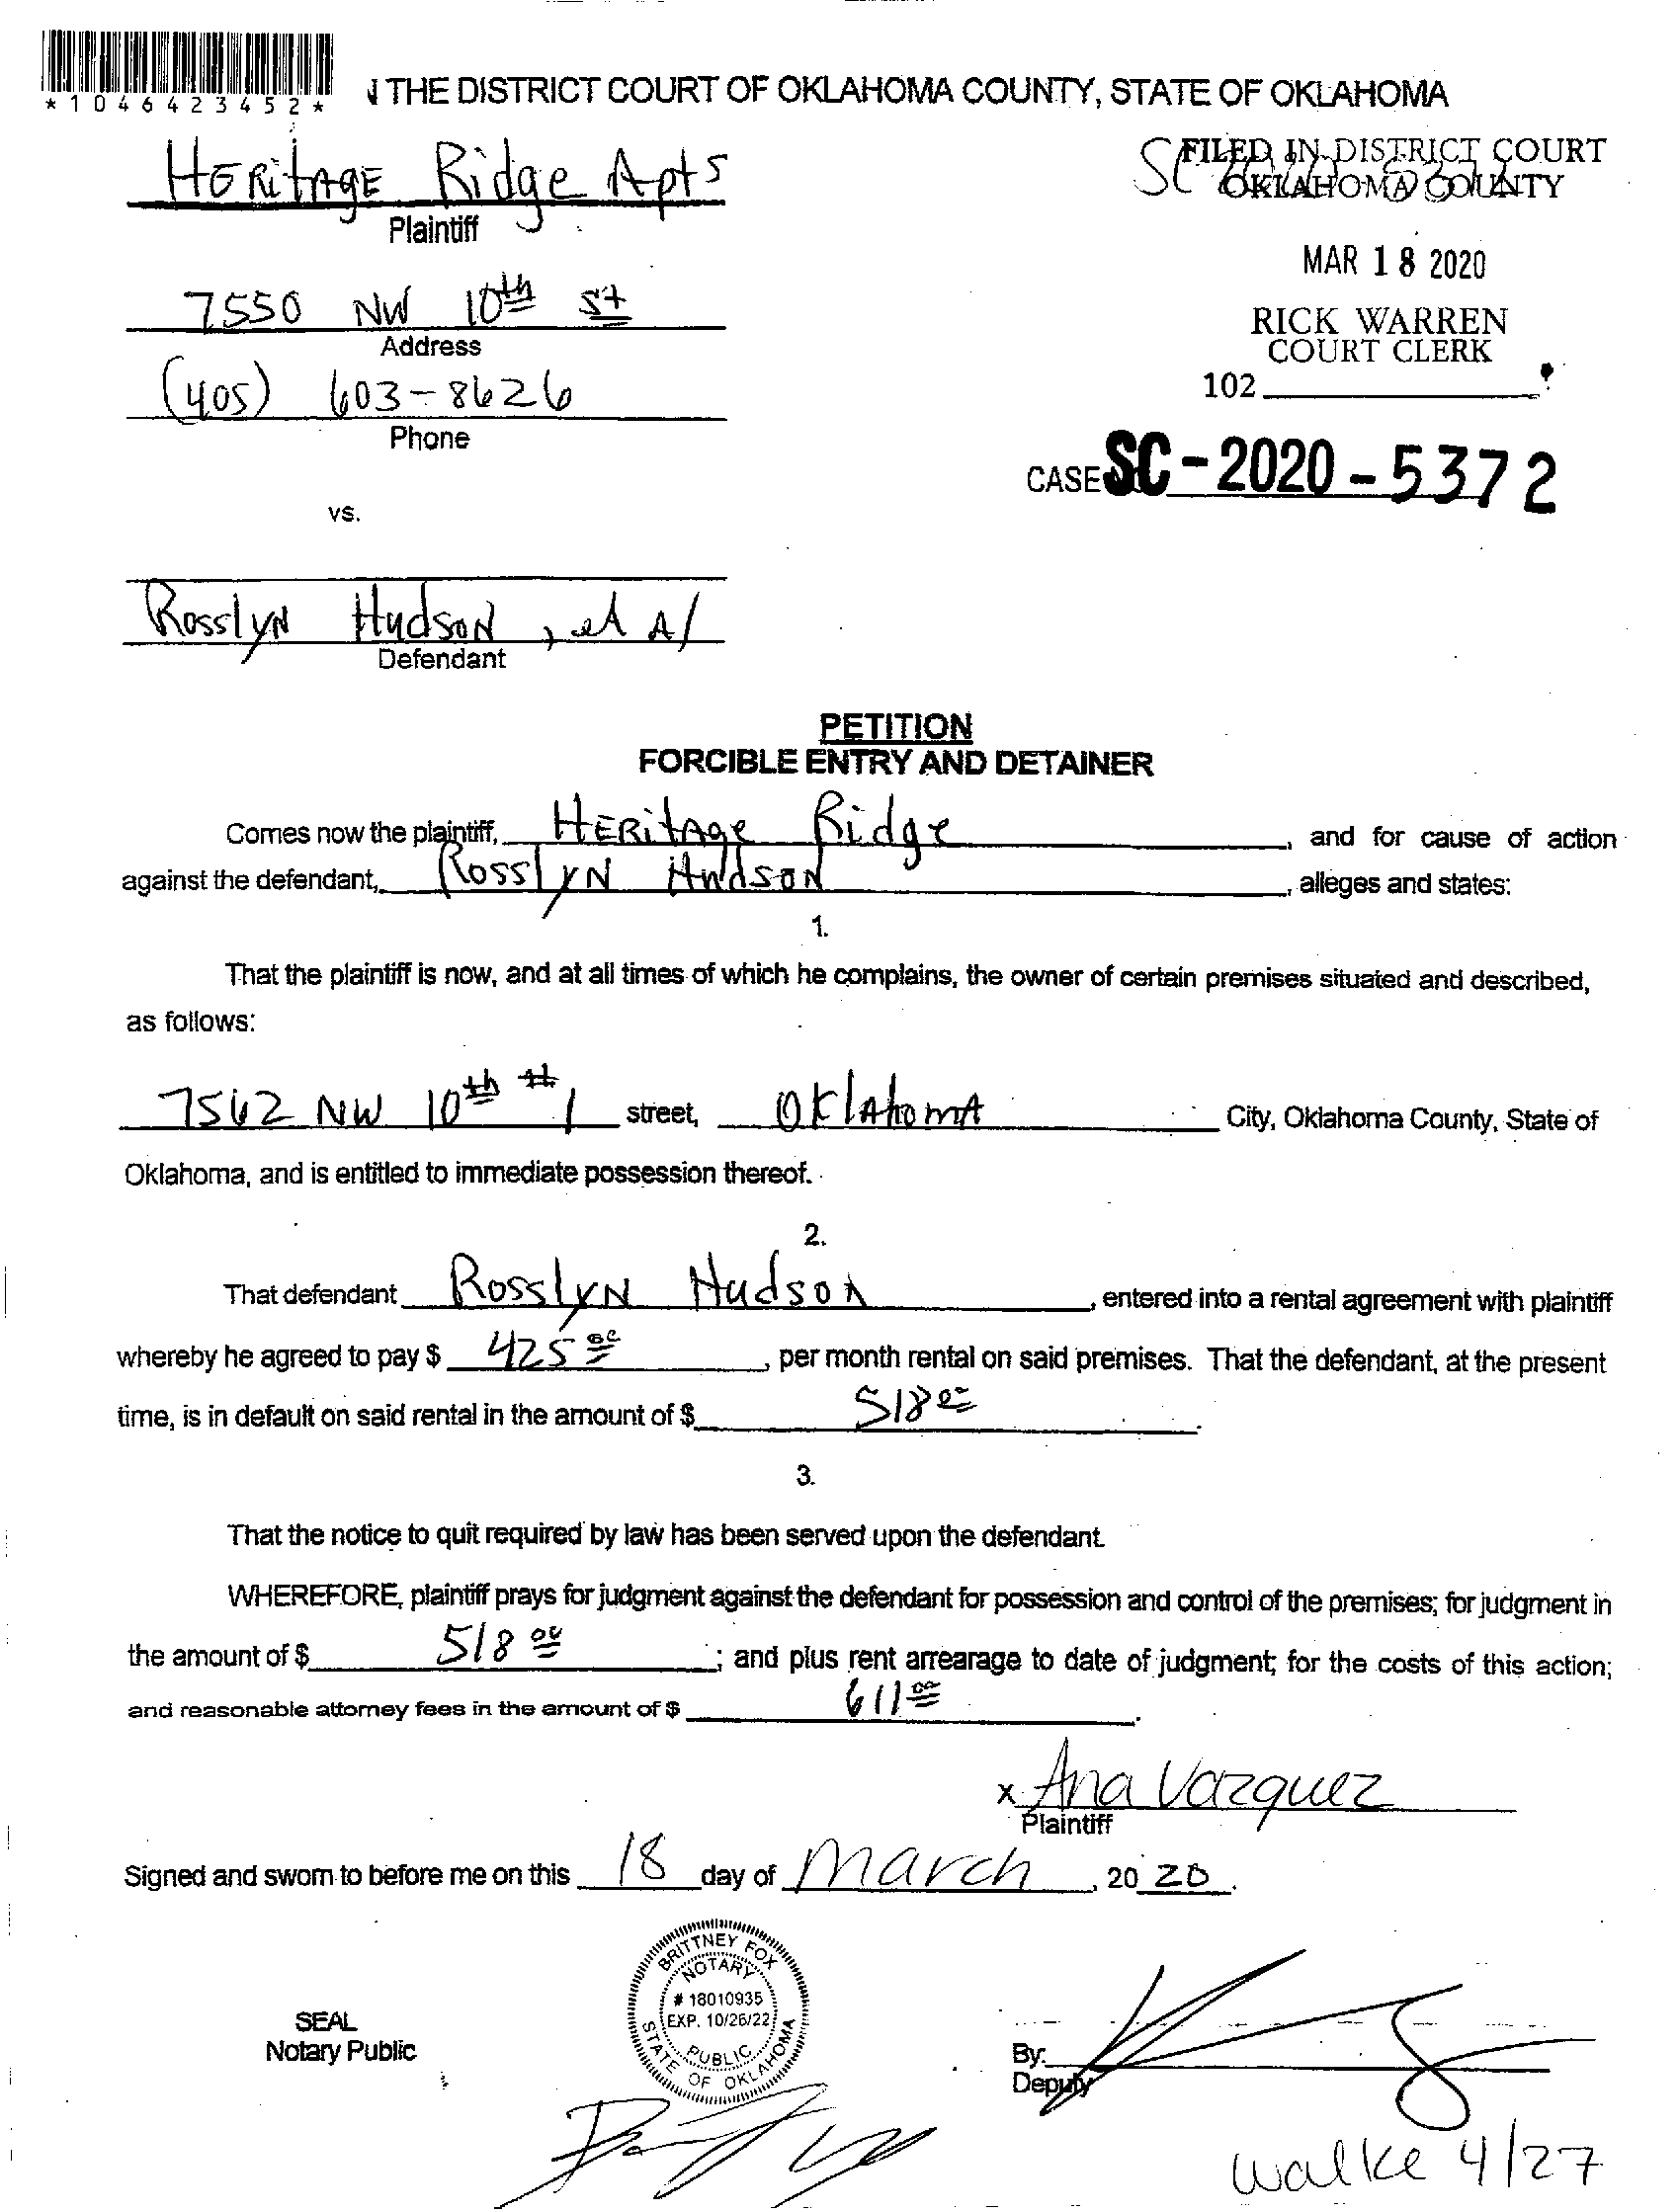 *1046423452*
N THE DISTRICT COURT OF OKLAHOMA COUNTY, STATE OF OKLAHOMA
HERitAgE Ridge Apts
Plaintiff
FILED IN DISTRICT COURT
OKLAHOMA COUNTY
MAR 18 2020
RICK WARREN
COURT CLERK
102
7550 NW 10th St
Address
(405) 603-8626
Phone
CASE SC-2020-5372
vs.
Rosslyn Hudson, et Al
Defendant
PETITION
FORCIBLE ENTRY AND DETAINER
Comes now the plaintiff, HERitAge Ridge, and for cause of action
against the defendant, Rosslyn Hudson, alleges and states:
1.
That the plaintiff is now, and at all times of which he complains, the owner of certain premises situated and described,
as follows:
7562 NW 10th #1 street, OklAhomA City, Oklahoma County, State of
Oklahoma, and is entitled to immediate possession thereof.
2.
That defendant Rosslyn Hudson, entered into a rental agreement with plaintiff
whereby he agreed to pay $ 425 00, per month rental on said premises. That the defendant, at the present
time, is in default on said rental in the amount of $ 518 00.
3.
That the notice to quit required by law has been served upon the defendant.
WHEREFORE, plaintiff prays for judgment against the defendant for possession and control of the premises; for judgment in
the amount of $ 518 00; and plus rent arrearage to date of judgment; for the costs of this action;
and reasonable attorney fees in the amount of $ 611 00.
x Ana Vazquez
Plaintiff
Signed and sworn to before me on this 18 day of March, 20 20.
BRITTNEY FOX
NOTARY
# 18010935
EXP. 10/26/22
PUBLIC
STATE OF OKLAHOMA
SEAL
Notary Public
By:
Deputy
walke 4/27